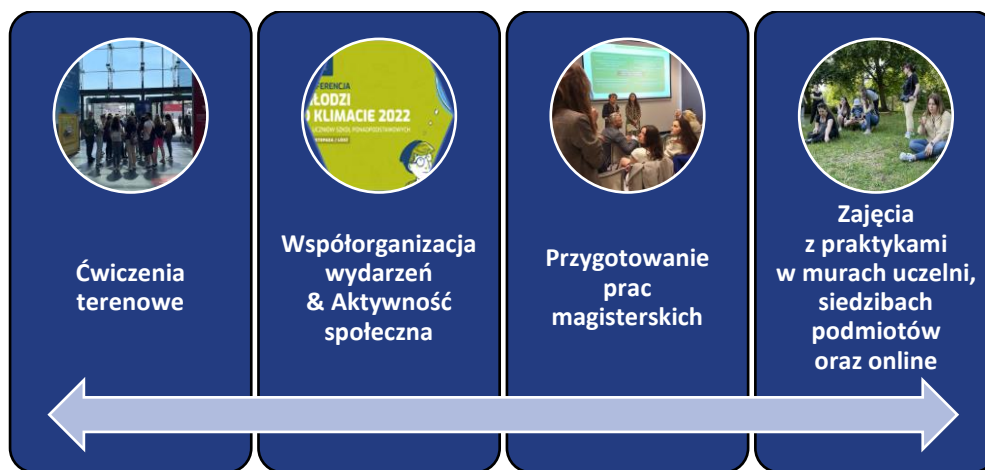 Ćwiczenia
terenowe
KLIMACIE 2022
Współorganizacja
wydarzeń
& Aktywność
społeczna
Przygotowanie
prac
magisterskich
Zajęcia
z praktykami
w murach uczelni,
siedzibach
podmiotów
oraz online